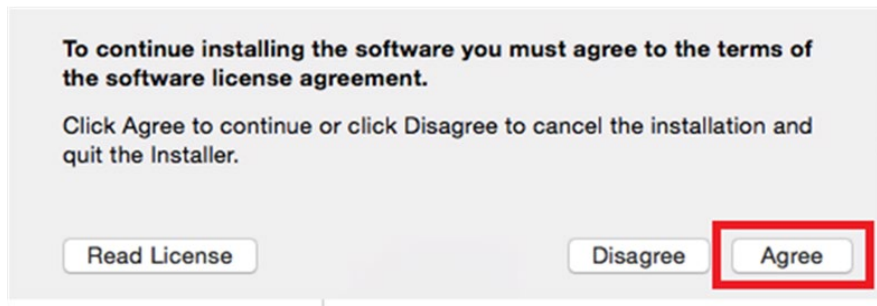 To continue installing the software you must agree to the terms of
the software license agreement.
Click Agree to continue or click Disagree to cancel the installation and
quit the Installer.
Read License
Disagree
Agree